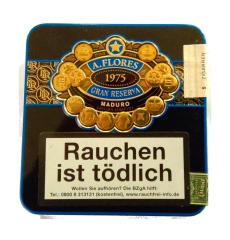 A.FLORES
1975
GRAN RESERVA
MADURO
Rauchen
ist tödlich
Wollen Sie aufhören? Die BZgA hilft:
Tel.: 0800 8 313131 (kostenfrei), www.rauchfrei-info.de